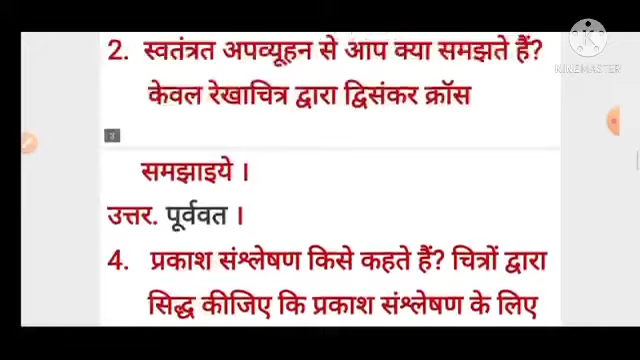 2. स्वतंत्रत अपव्यूहन से आप क्या समझते हैं?
केवल रेखाचित्र द्वारा द्विसंकर क्रॉस
समझाइये ।
उत्तर. पूर्ववत ।
4. प्रकाश संश्लेषण किसे कहते हैं? चित्रों द्वारा
सिद्ध कीजिए कि प्रकाश संश्लेषण के लिए
KINEMASTER